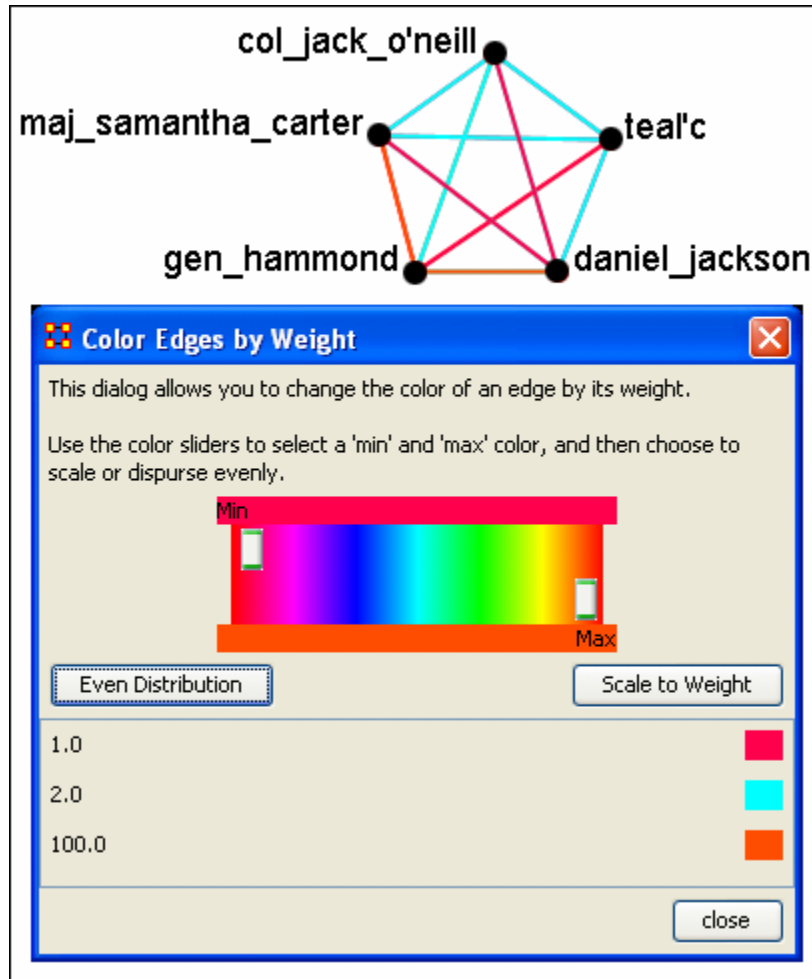 col_jack_o'neill
maj_samantha_carter
teal'c
gen_hammond
daniel_jackson
Color Edges by Weight
This dialog allows you to change the color of an edge by its weight.
Use the color sliders to select a 'min' and 'max' color, and then choose to
scale or dispurse evenly.
Min
Max
Even Distribution
Scale to Weight
1.0
2.0
100.0
close